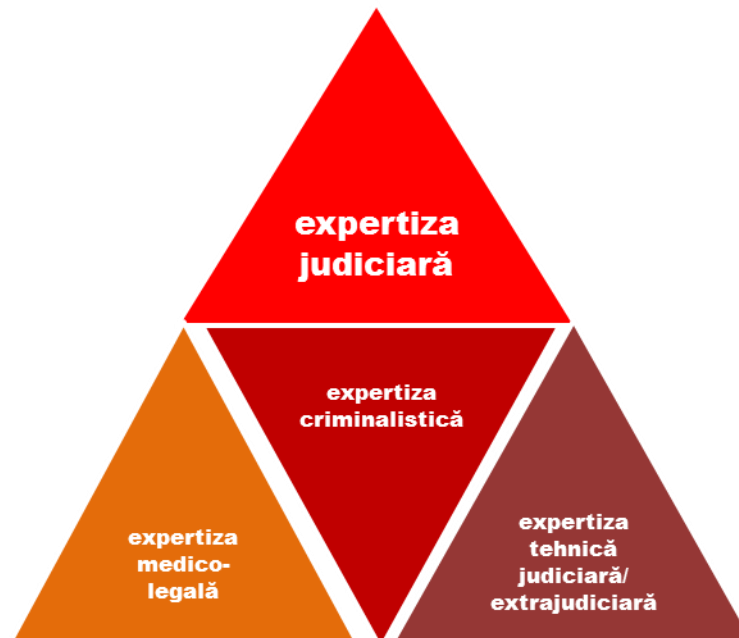 expertiza
judiciară
expertiza
criminalistică
expertiza
medico-
legală
expertiza
tehnică
judiciară/
extrajudiciară